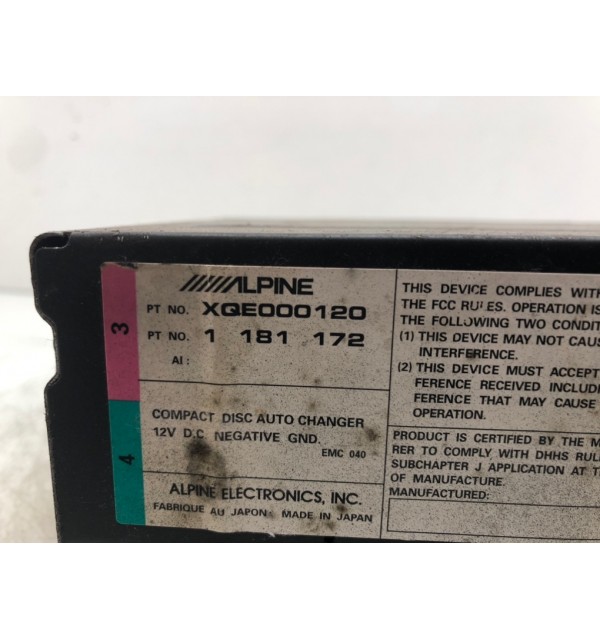 3
ALPINE
PT NO. XQE000120
PT NO. 1 181 172
AI :
4
COMPACT DISC AUTO CHANGER
12V D.C NEGATIVE GND.
EMC 040
ALPINE ELECTRONICS, INC.
FABRIQUE AU JAPON: MADE IN JAPAN
THIS DEVICE COMPLIES WITH
THE FCC RULES. OPERATION IS
THE FOLLOWING TWO CONDIT
(1) THIS DEVICE MAY NOT CAUS
INTERFERENCE.
(2) THIS DEVICE MUST ACCEPT
FERENCE RECEIVED INCLUD
FERENCE THAT MAY CAUSE
OPERATION.
PRODUCT IS CERTIFIED BY THE M
RER TO COMPLY WITH DHHS RUL
SUBCHAPTER J APPLICATION AT T
OF MANUFACTURE.
MANUFACTURED: